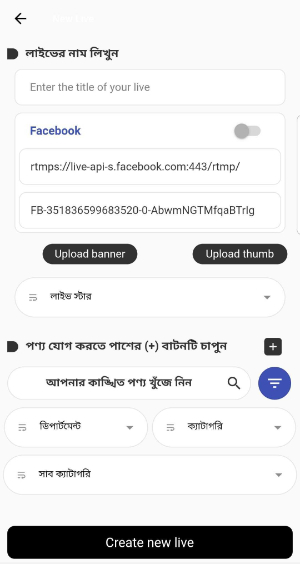 লাইভের নাম লিখুন
Enter the title of your live
Facebook
rtmps://live-api-s.facebook.com:443/rtmp/
FB-351836599683520-0-AbwmNGTMfqaBTrlg
Upload banner
Upload thumb
লাইভ স্টার
পণ্য যোগ করতে পাশের (+) বাটনটি চাপুন
আপনার কাঙ্খিত পণ্য খুঁজে নিন
ডিপার্টমেন্ট
ক্যাটাগরি
সাব ক্যাটাগরি
Create new live